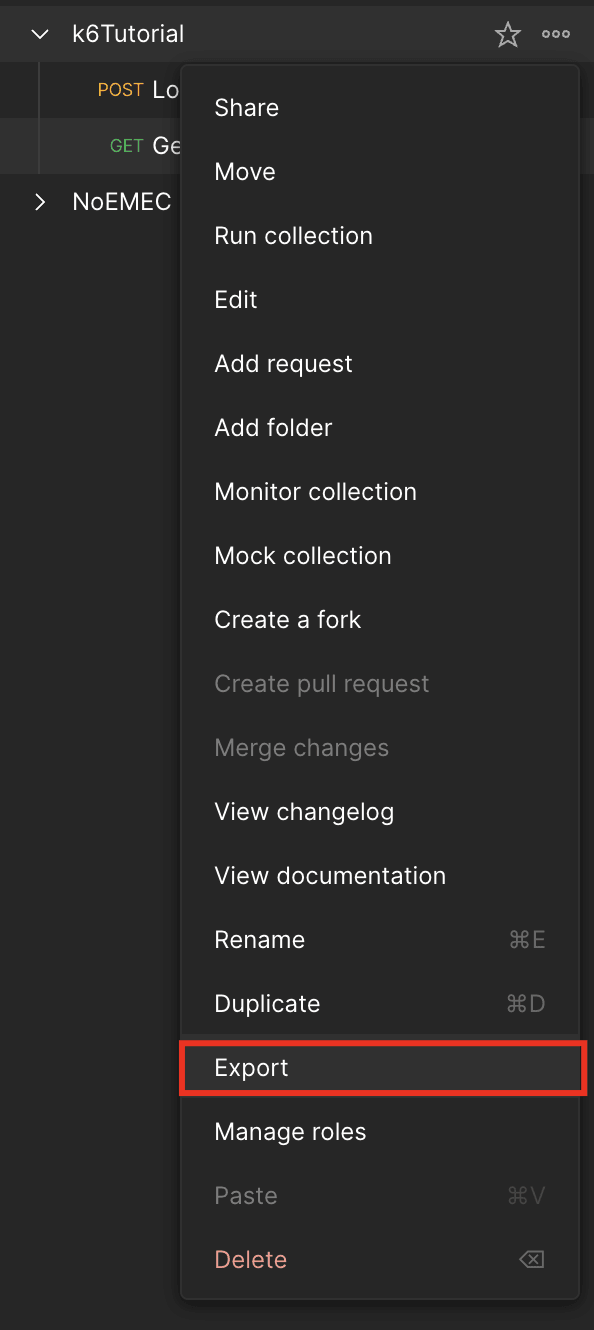 k6Tutorial
POST Lo
GET Ge
NoEMEC
Share
Move
Run collection
Edit
Add request
Add folder
Monitor collection
Mock collection
Create a fork
Create pull request
Merge changes
View changelog
View documentation
Rename ⌘E
Duplicate ⌘D
Export
Manage roles
Paste ⌘V
Delete ⌫